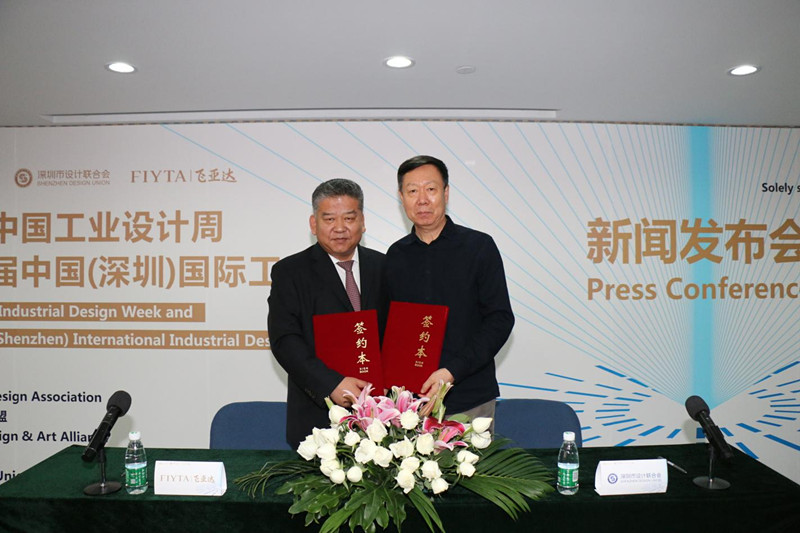 深圳市设计联合会
SHENZHEN DESIGN UNION
FIYTA 飞亚达
Solely s
中国工业设计周
届中国(深圳)国际工
Industrial Design Week and
(Shenzhen) International Industrial Des
新闻发布会
Press Conference
esign Association
盟
ign & Art Allian
Uni
签约本
签约本
FIYTA 飞亚达
深圳市设计联合会